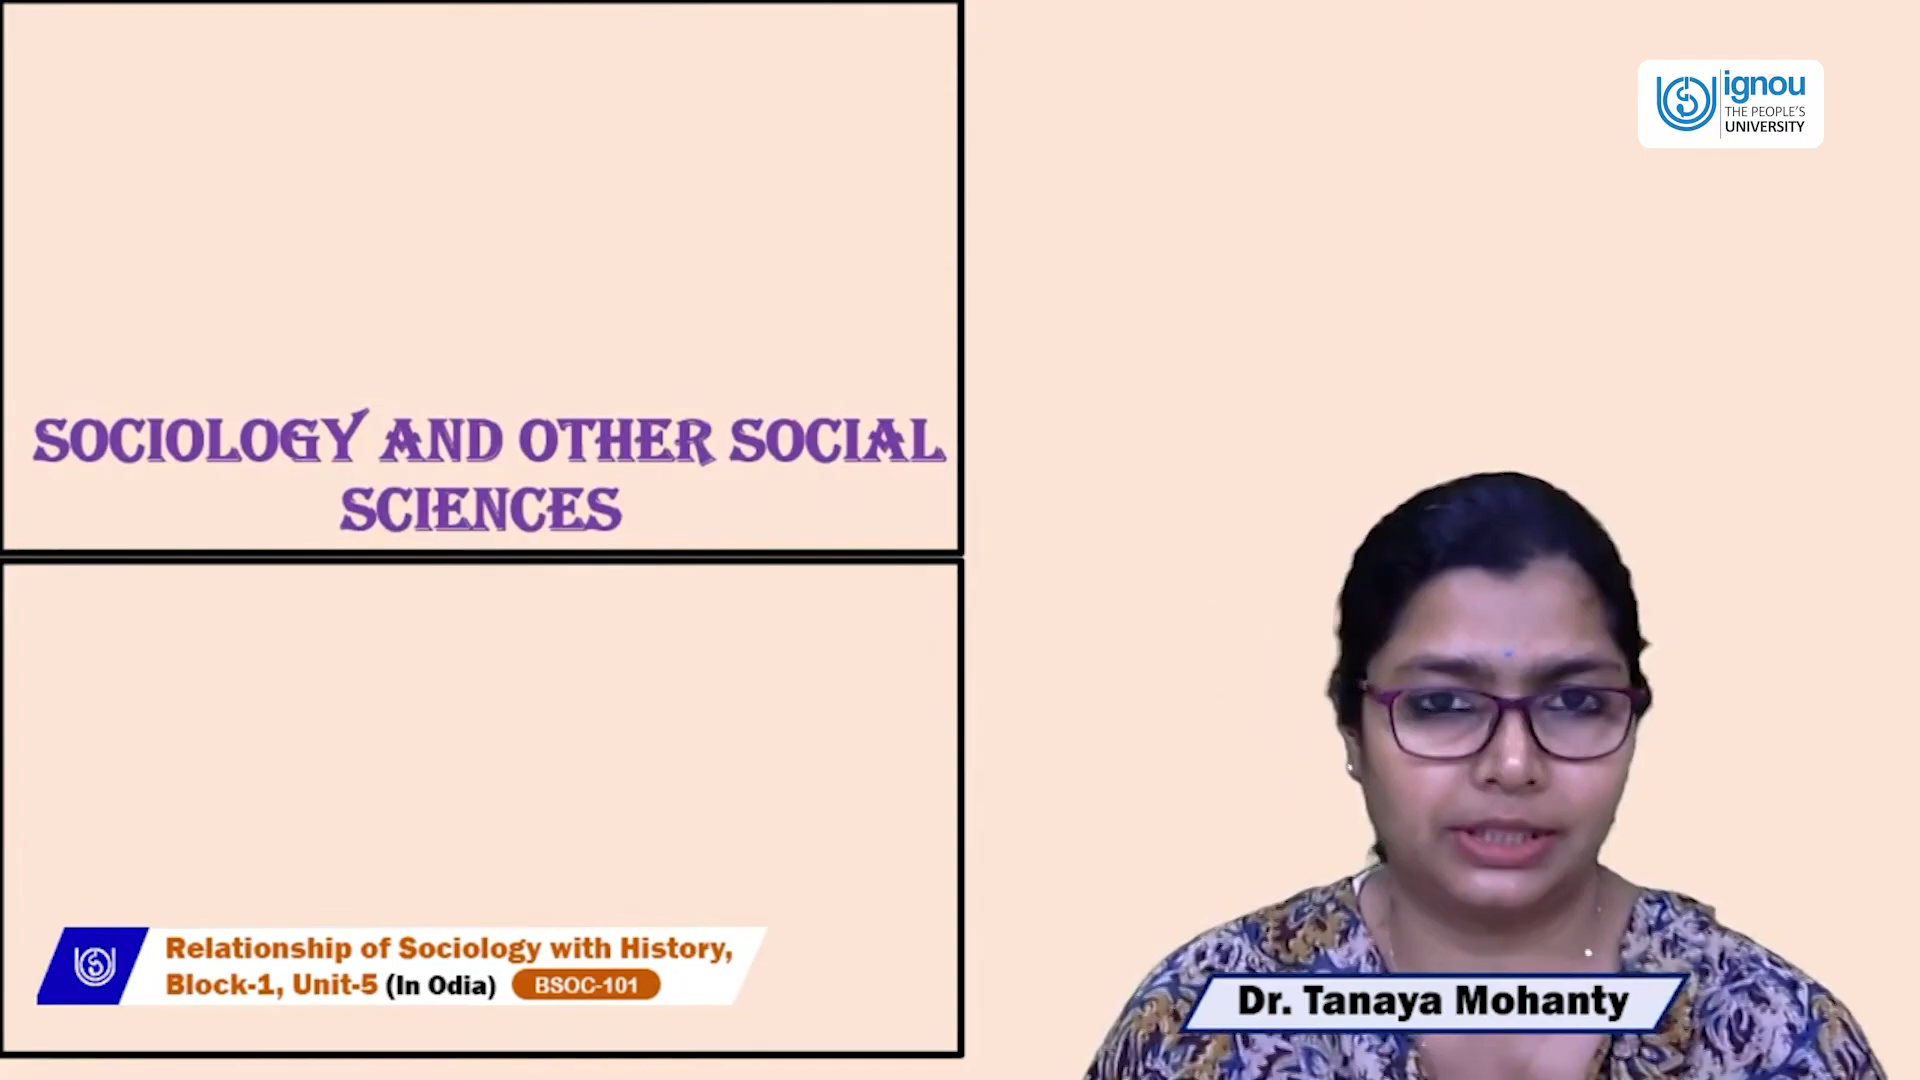 ignou
THE PEOPLE'S
UNIVERSITY
SOCIOLOGY AND OTHER SOCIAL
SCIENCES
Relationship of Sociology with History,
Block-1, Unit-5 (In Odia) BSOC-101
Dr. Tanaya Mohanty